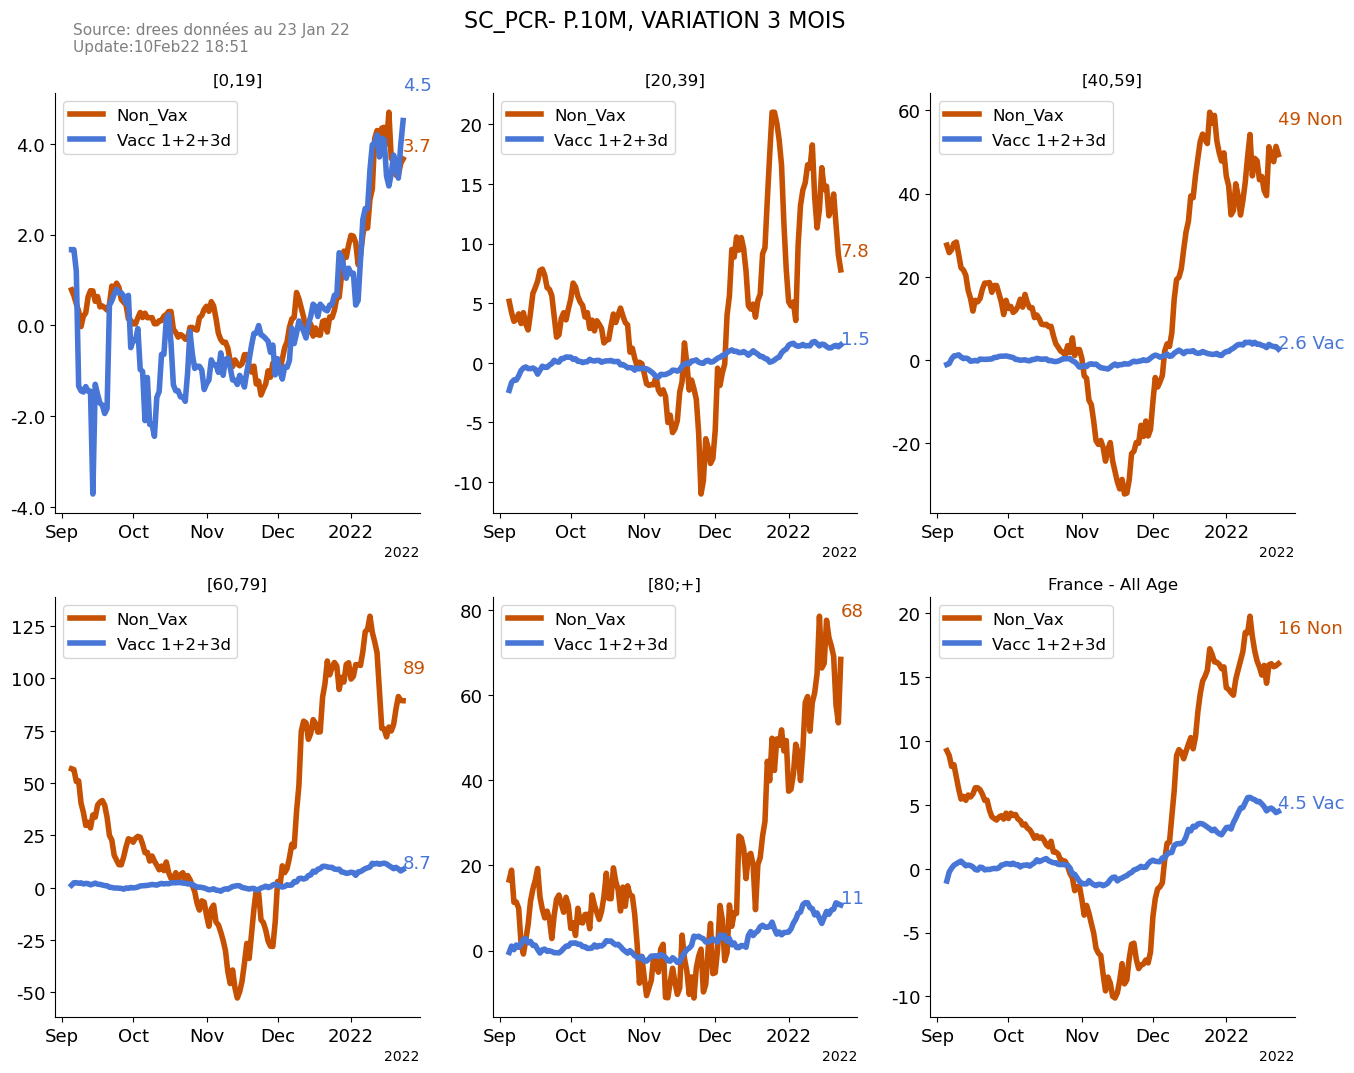 SC_PCR- P.10M, VARIATION 3 MOIS
Source: drees données au 23 Jan 22
Update:10Feb22 18:51
[0,19]
Non_Vax
Vacc 1+2+3d
4.5
3.7
4.0
2.0
0.0
-2.0
-4.0
Sep Oct Nov Dec 2022
2022
[20,39]
Non_Vax
Vacc 1+2+3d
7.8
1.5
20
15
10
5
0
-5
-10
Sep Oct Nov Dec 2022
2022
[40,59]
Non_Vax
Vacc 1+2+3d
49 Non
2.6 Vac
60
40
20
0
-20
Sep Oct Nov Dec 2022
2022
[60,79]
Non_Vax
Vacc 1+2+3d
89
8.7
125
100
75
50
25
0
-25
-50
Sep Oct Nov Dec 2022
2022
[80;+]
Non_Vax
Vacc 1+2+3d
68
11
80
60
40
20
0
Sep Oct Nov Dec 2022
2022
France - All Age
Non_Vax
Vacc 1+2+3d
16 Non
4.5 Vac
20
15
10
5
0
-5
-10
Sep Oct Nov Dec 2022
2022